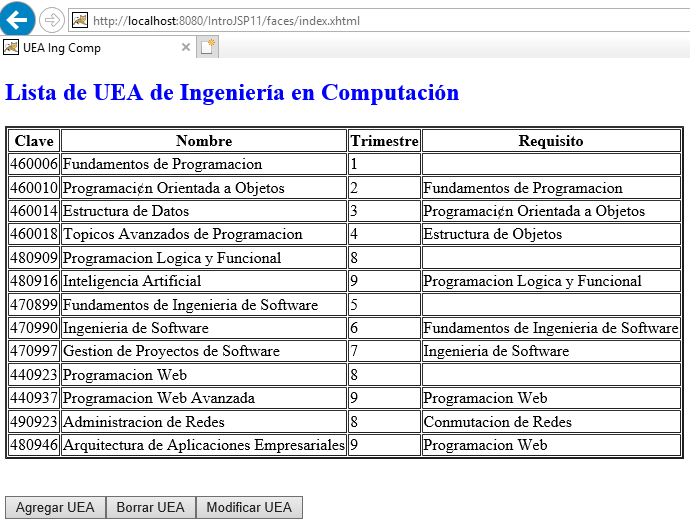 http://localhost:8080/IntroJSP11/faces/index.xhtml
UEA Ing Comp
Lista de UEA de Ingeniería en Computación
Clave Nombre Trimestre Requisito
460006 Fundamentos de Programacion 1
460010 Programaci¢n Orientada a Objetos 2 Fundamentos de Programacion
460014 Estructura de Datos 3 Programaci¢n Orientada a Objetos
460018 Topicos Avanzados de Programacion 4 Estructura de Objetos
480909 Programacion Logica y Funcional 8
480916 Inteligencia Artificial 9 Programacion Logica y Funcional
470899 Fundamentos de Ingenieria de Software 5
470990 Ingenieria de Software 6 Fundamentos de Ingenieria de Software
470997 Gestion de Proyectos de Software 7 Ingenieria de Software
440923 Programacion Web 8
440937 Programacion Web Avanzada 9 Programacion Web
490923 Administracion de Redes 8 Conmutacion de Redes
480946 Arquitectura de Aplicaciones Empresariales 9 Programacion Web
Agregar UEA Borrar UEA Modificar UEA